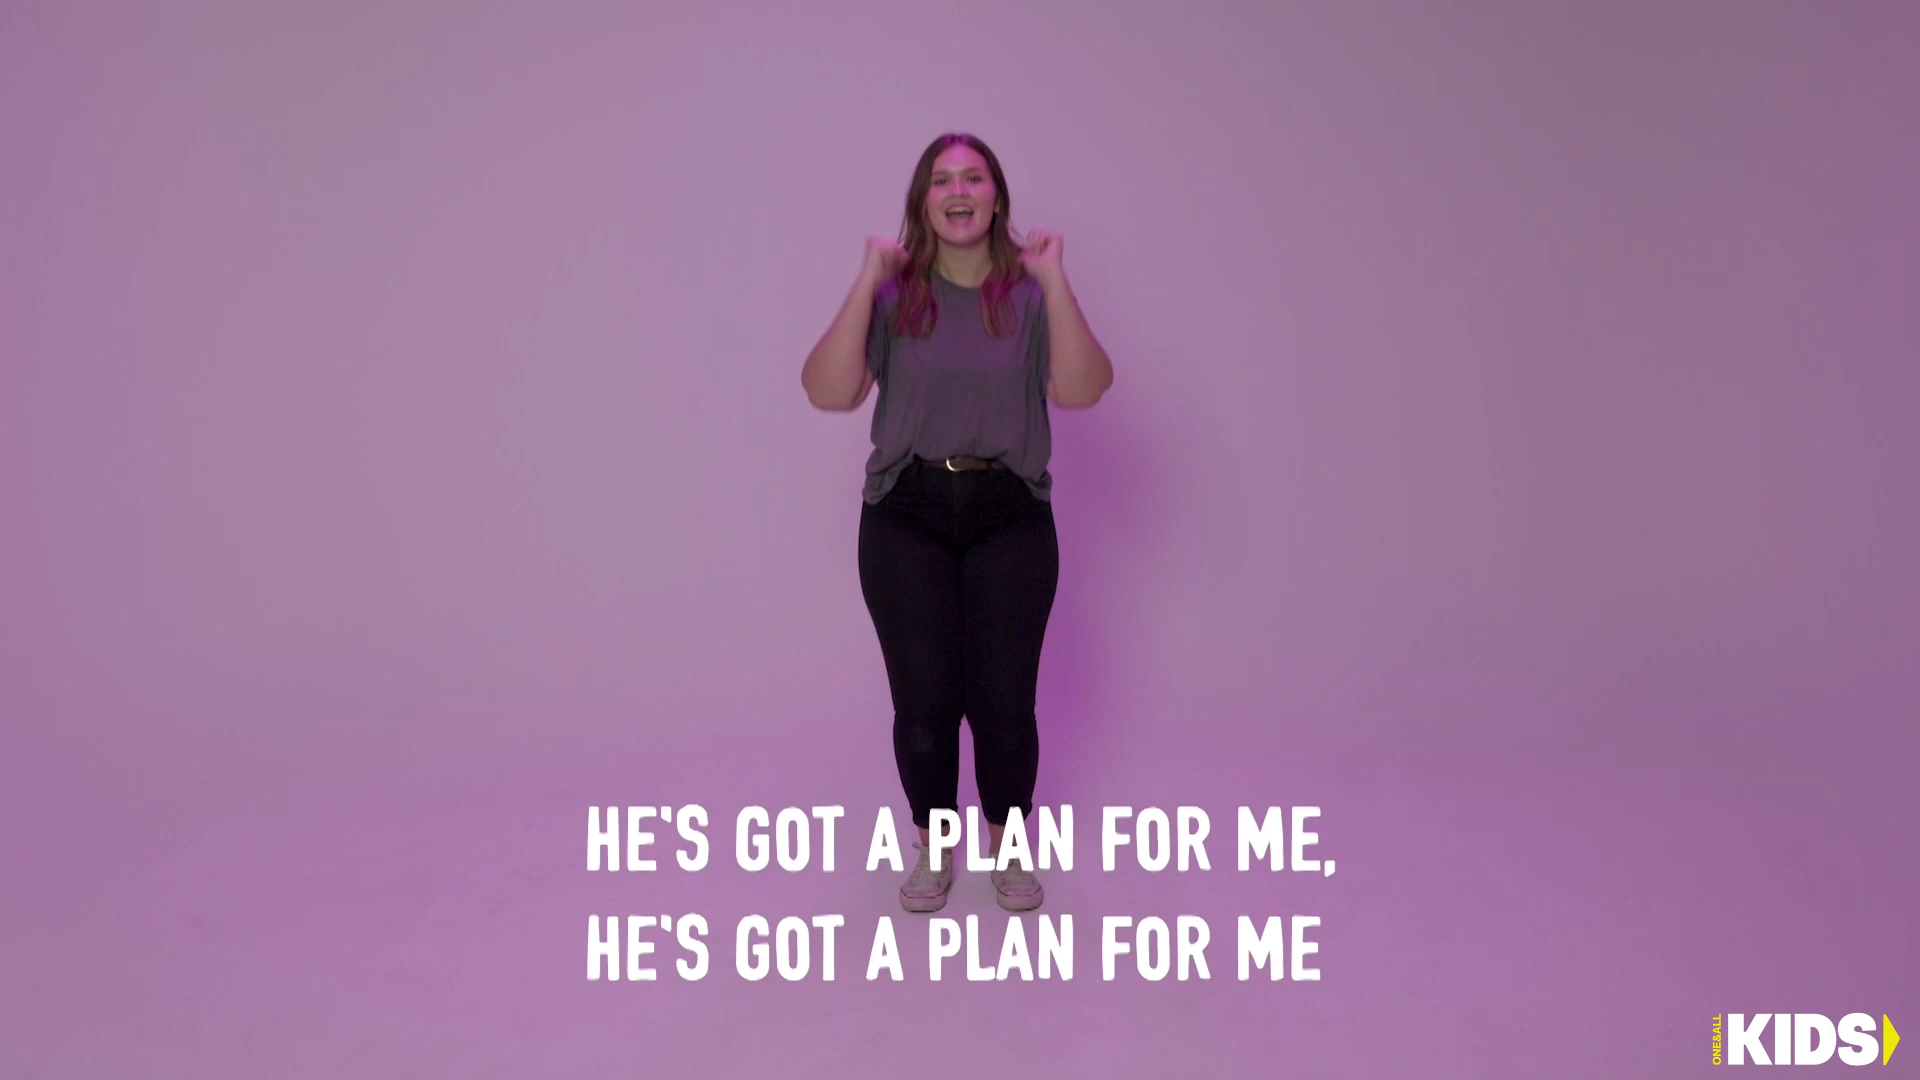 HE'S GOT A PLAN FOR ME,
HE'S GOT A PLAN FOR ME
ONE&ALL
KIDS